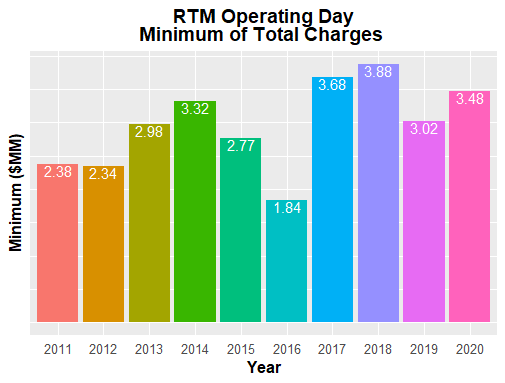 RTM Operating Day
Minimum of Total Charges
Minimum ($MM)
2.38
2.34
2.98
3.32
2.77
1.84
3.68
3.88
3.02
3.48
2011 2012 2013 2014 2015 2016 2017 2018 2019 2020
Year